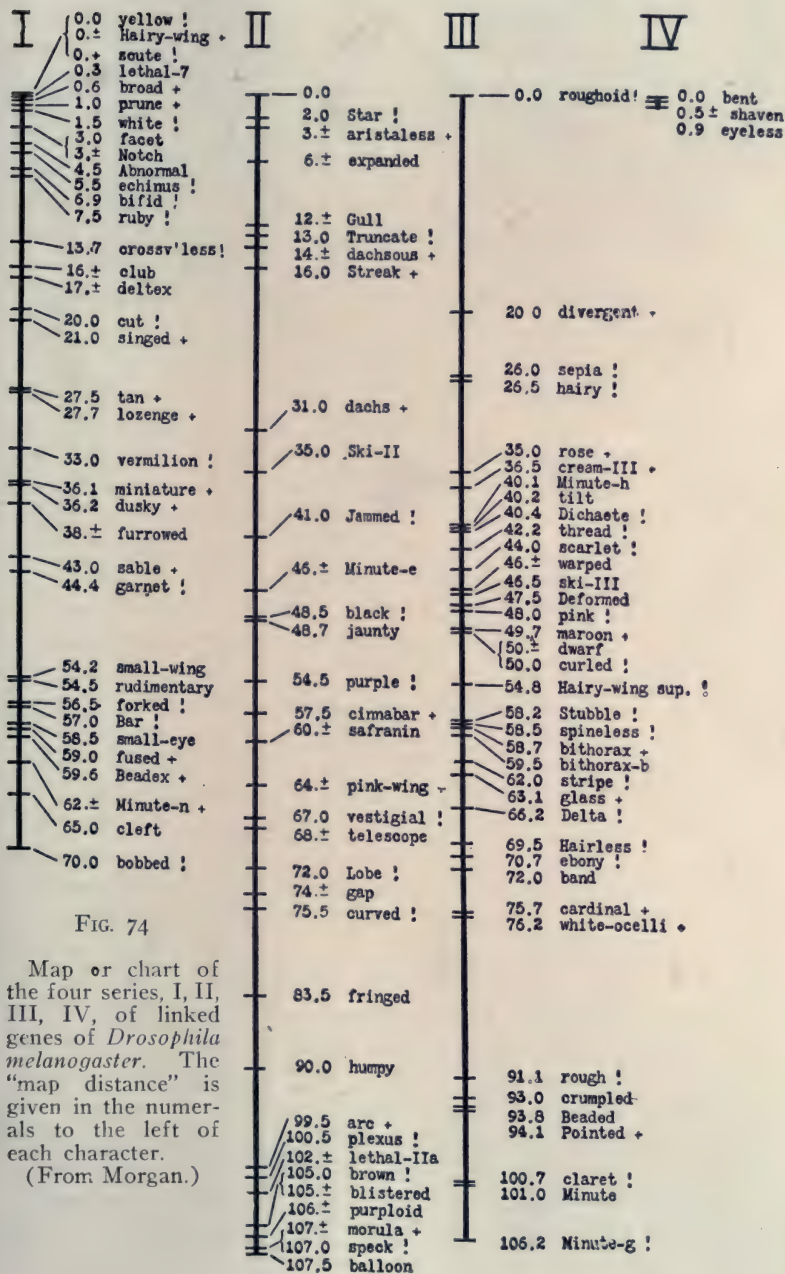 I
0.0 yellow !
0.± Hairy-wing +
0.+ scute !
0.3 lethal-7
0.6 broad +
1.0 prune +
1.5 white !
3.0 facet
3.± Notch
4.5 Abnormal
5.5 echinus !
6.9 bifid !
7.5 ruby !
13.7 crossv'less!
16.± club
17.± deltex
20.0 cut !
21.0 singed +
27.5 tan +
27.7 lozenge +
33.0 vermilion !
36.1 miniature +
36.2 dusky +
38.± furrowed
43.0 sable +
44.4 garnet !
54.2 small-wing
54.5 rudimentary
56.5 forked !
57.0 Bar !
58.5 small-eye
59.0 fused +
59.6 Beadex +
62.± Minute-n +
65.0 cleft
70.0 bobbed !
FIG. 74
Map or chart of
the four series, I, II,
III, IV, of linked
genes of Drosophila
melanogaster. The
"map distance" is
given in the numer-
als to the left of
each character.
(From Morgan.)
II
0.0
2.0 Star !
3.± aristaless +
6.± expanded
12.± Gull
13.0 Truncate !
14.± dachsous +
16.0 Streak +
31.0 dachs +
35.0 Ski-II
41.0 Jammed !
46.± Minute-e
48.5 black !
48.7 jaunty
54.5 purple !
57.5 cinnabar +
60.± safranin
64.± pink-wing -
67.0 vestigial !
68.± telescope
72.0 Lobe !
74.± gap
75.5 curved !
83.5 fringed
90.0 humpy
99.5 arc +
100.5 plexus !
102.± lethal-IIa
105.0 brown !
105.± blistered
106.± purploid
107.± morula +
107.0 speck !
107.5 balloon
III
0.0 roughoid!
20 0 divergent +
26.0 sepia !
26.5 hairy !
35.0 rose +
36.5 cream-III +
40.1 Minute-h
40.2 tilt
40.4 Dichaete !
42.2 thread !
44.0 scarlet !
46.± warped
46.5 ski-III
47.5 Deformed
48.0 pink !
49.7 maroon +
50.± dwarf
50.0 curled !
54.8 Hairy-wing sup. !
58.2 Stubble !
58.5 spineless !
58.7 bithorax +
59.5 bithorax-b
62.0 stripe !
63.1 glass +
66.2 Delta !
69.5 Hairless !
70.7 ebony !
72.0 band
75.7 cardinal +
76.2 white-ocelli +
91.1 rough !
93.0 crumpled
93.8 Beaded
94.1 Pointed +
100.7 claret !
101.0 Minute
106.2 Minute-g !
IV
0.0 bent
0.5± shaven
0.9 eyeless